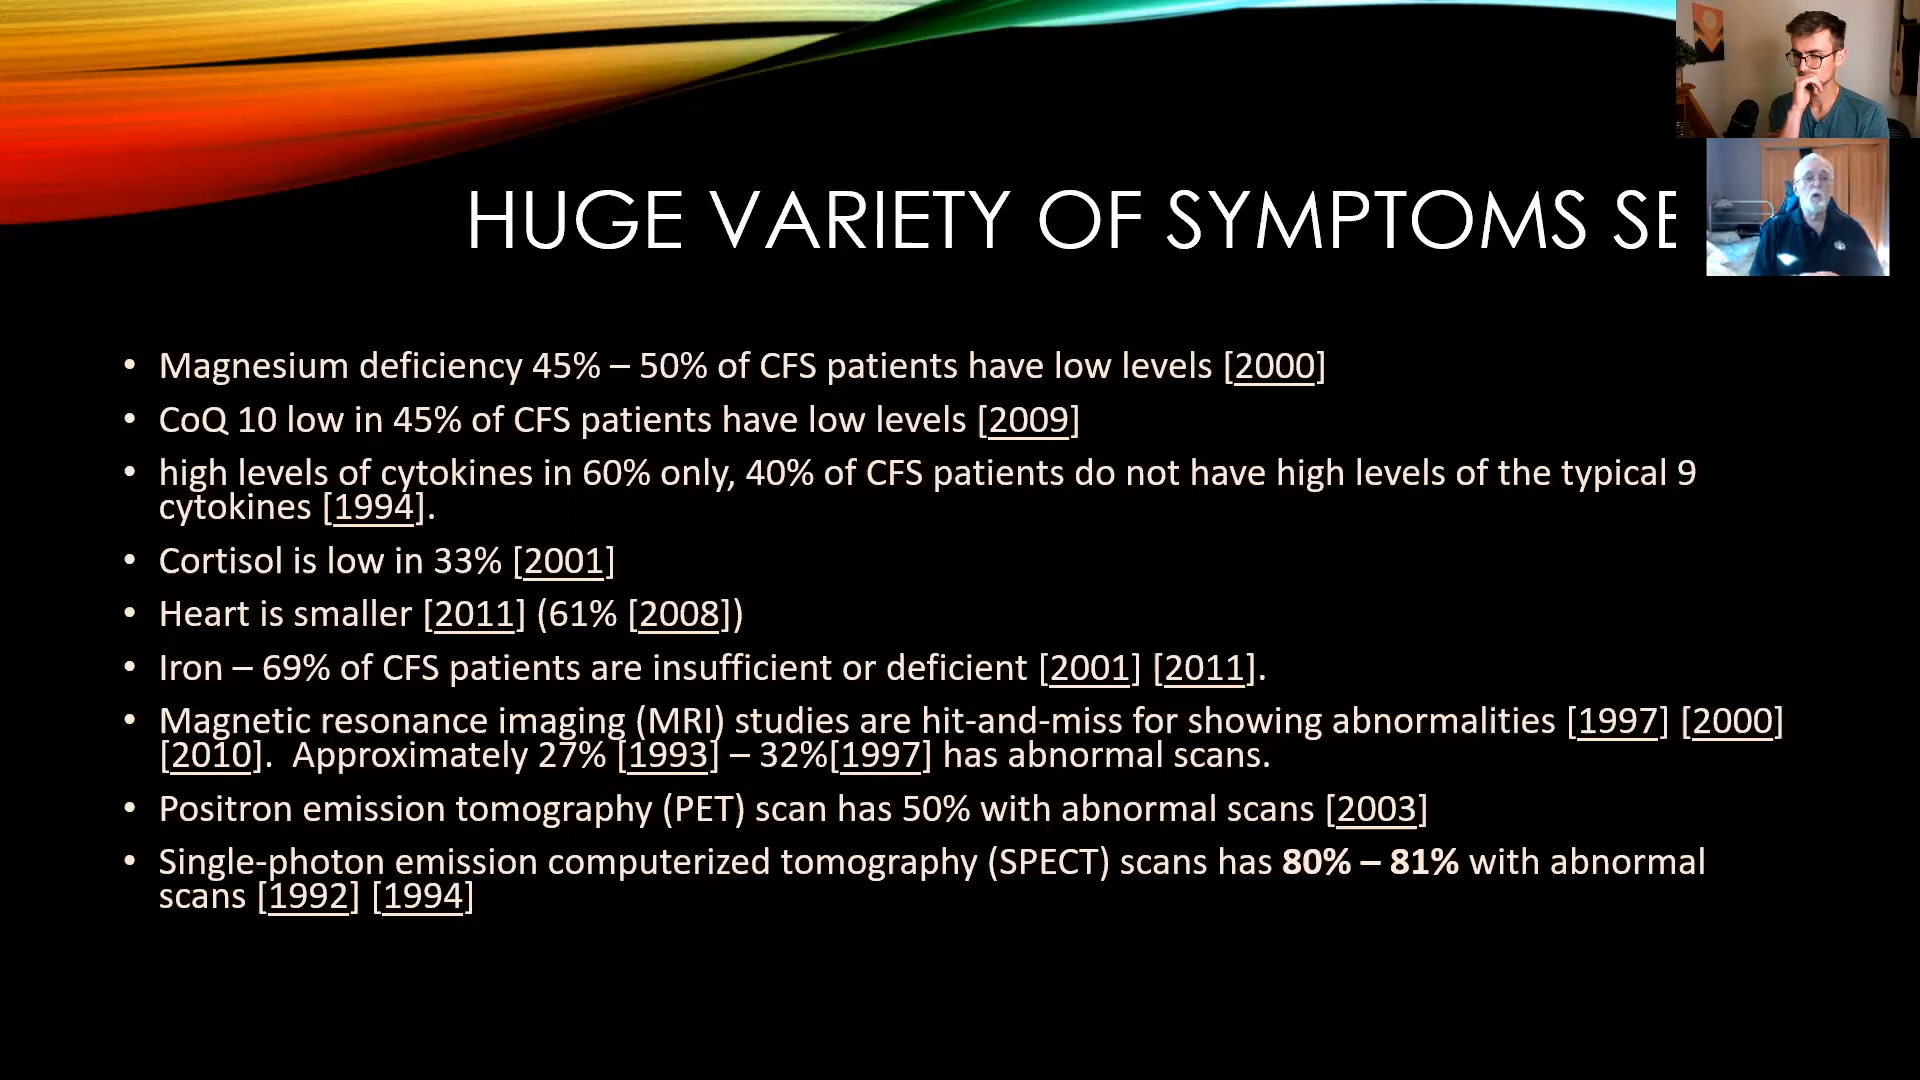 HUGE VARIETY OF SYMPTOMS
• Magnesium deficiency 45% – 50% of CFS patients have low levels [2000]
• CoQ 10 low in 45% of CFS patients have low levels [2009]
• high levels of cytokines in 60% only, 40% of CFS patients do not have high levels of the typical 9
cytokines [1994].
• Cortisol is low in 33% [2001]
• Heart is smaller [2011] (61% [2008])
• Iron – 69% of CFS patients are insufficient or deficient [2001] [2011].
• Magnetic resonance imaging (MRI) studies are hit-and-miss for showing abnormalities [1997] [2000]
[2010].  Approximately 27% [1993] – 32%[1997] has abnormal scans.
• Positron emission tomography (PET) scan has 50% with abnormal scans [2003]
• Single-photon emission computerized tomography (SPECT) scans has 80% – 81% with abnormal
scans [1992] [1994]